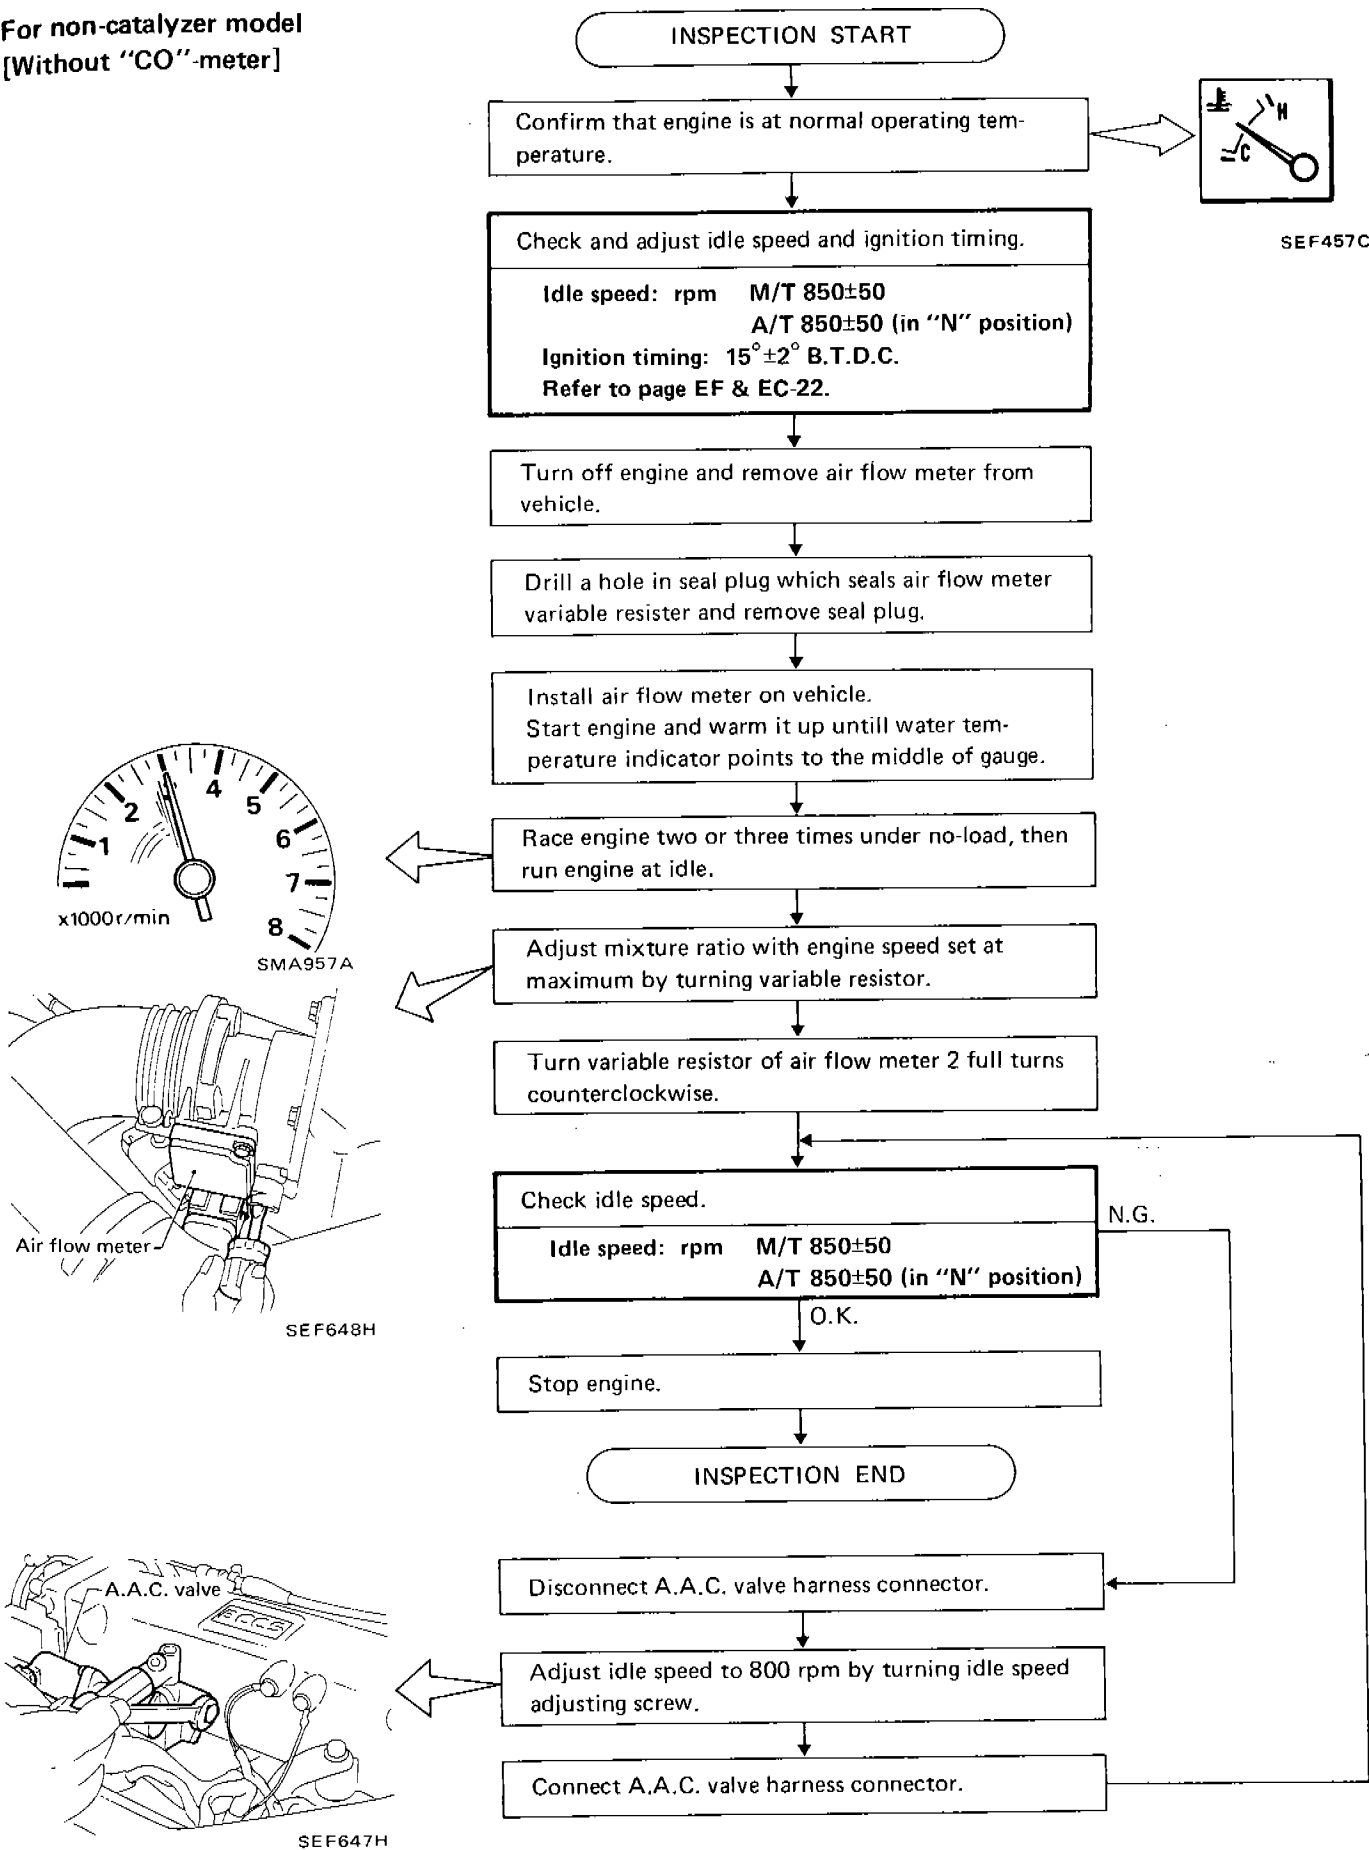 For non-catalyzer model
[Without "CO"-meter]
INSPECTION START
Confirm that engine is at normal operating tem-
perature.
H
C
SEF457C
Check and adjust idle speed and ignition timing.
Idle speed: rpm M/T 850±50
A/T 850±50 (in "N" position)
Ignition timing: 15°±2° B.T.D.C.
Refer to page EF & EC-22.
Turn off engine and remove air flow meter from
vehicle.
Drill a hole in seal plug which seals air flow meter
variable resister and remove seal plug.
Install air flow meter on vehicle.
Start engine and warm it up untill water tem-
perature indicator points to the middle of gauge.
1
2
4
5
6
7
8
x1000r/min
SMA957A
Race engine two or three times under no-load, then
run engine at idle.
Adjust mixture ratio with engine speed set at
maximum by turning variable resistor.
Turn variable resistor of air flow meter 2 full turns
counterclockwise.
Air flow meter
SEF648H
Check idle speed.
Idle speed: rpm M/T 850±50
A/T 850±50 (in "N" position)
N.G.
O.K.
Stop engine.
INSPECTION END
Disconnect A.A.C. valve harness connector.
A.A.C. valve
ECCS
Adjust idle speed to 800 rpm by turning idle speed
adjusting screw.
Connect A.A.C. valve harness connector.
SEF647H